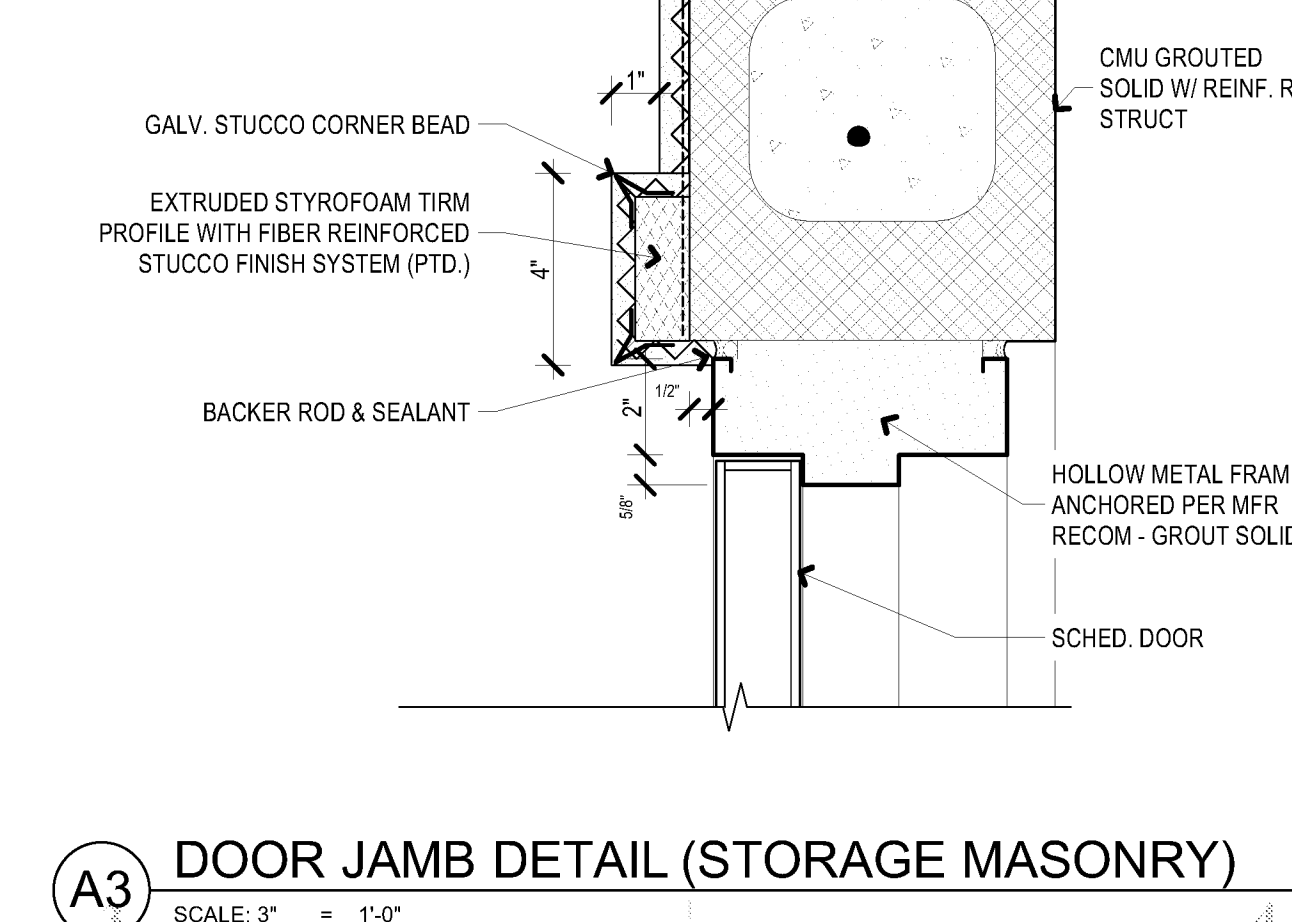 1"
CMU GROUTED
SOLID W/ REINF. R
STRUCT
GALV. STUCCO CORNER BEAD
EXTRUDED STYROFOAM TIRM
PROFILE WITH FIBER REINFORCED
STUCCO FINISH SYSTEM (PTD.)
4"
1/2"
BACKER ROD & SEALANT
2"
5/8"
HOLLOW METAL FRAM
ANCHORED PER MFR
RECOM - GROUT SOLID
SCHED. DOOR
DOOR JAMB DETAIL (STORAGE MASONRY)
A3
SCALE: 3" = 1'-0"